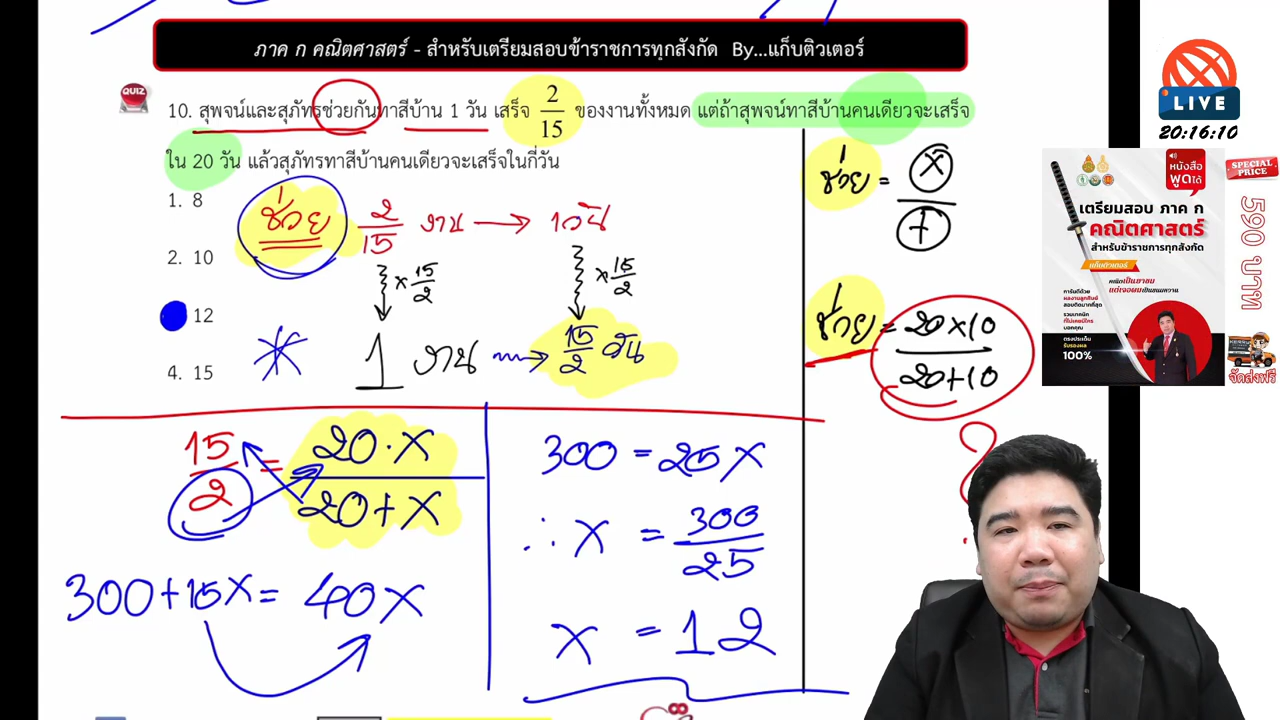 ภาค ก คณิตศาสตร์ - สำหรับเตรียมสอบข้าราชการทุกสังกัด By...แก็บติวเตอร์
QUIZ
10. สุพจน์และสุภัทรช่วยกันทาสีบ้าน 1 วัน เสร็จ 2/15 ของงานทั้งหมด แต่ถ้าสุพจน์ทาสีบ้านคนเดียวจะเสร็จ
ใน 20 วัน แล้วสุภัทรทาสีบ้านคนเดียวจะเสร็จในกี่วัน
1. 8
2. 10
12
4. 15
ช่วย 2/15 งาน → 1วัน
×15/2 ×15/2
1 งาน → 15/2 วัน
15/2 = 20·x/20+x
300+15x = 40x
300 = 25x
∴ x = 300/25
x = 12
ช่วย = ×/+
ช่วย = 20×10/20+10
?
LIVE
20:16:10
หนังสือ
พูดได้
เตรียมสอบ ภาค ก
คณิตศาสตร์
สำหรับข้าราชการทุกสังกัด
แก็บติวเตอร์
100%
SPECIAL
PRICE
590 บาท
จัดส่งฟรี